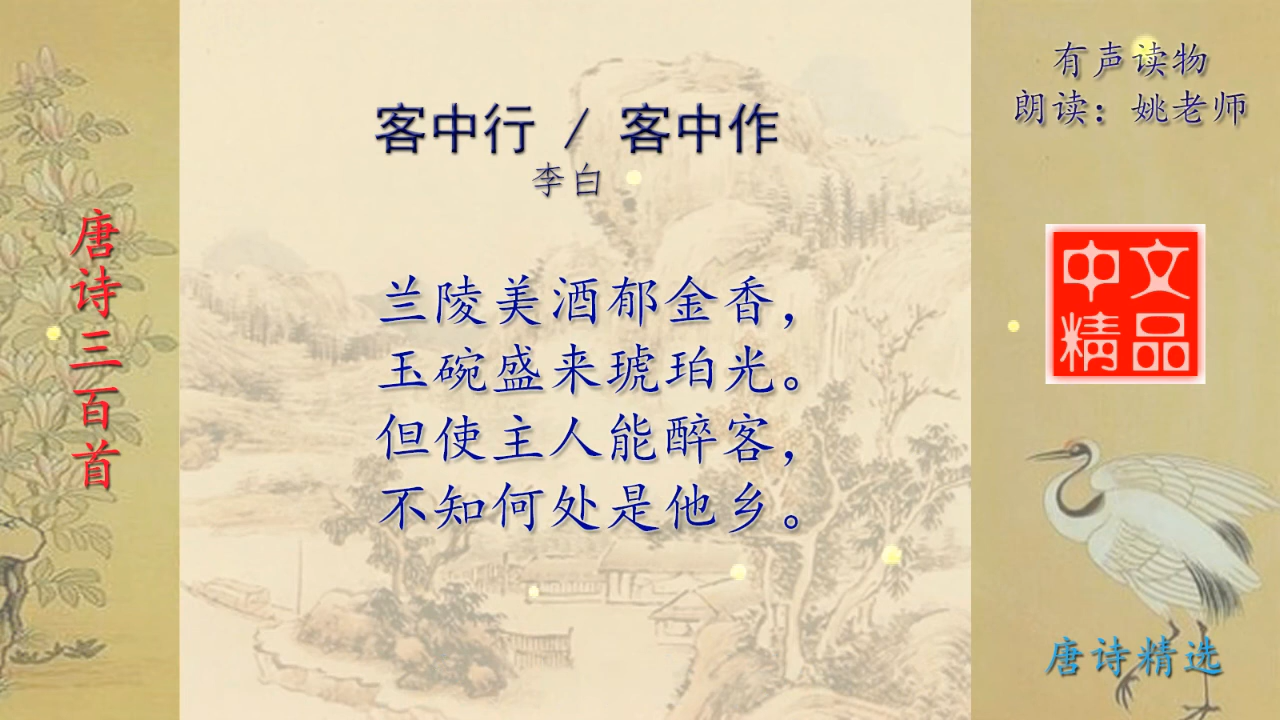 客中行 / 客中作
李白
兰陵美酒郁金香，
玉碗盛来琥珀光。
但使主人能醉客，
不知何处是他乡。
唐诗三百首
有声读物
朗读：姚老师
中文
精品
唐诗精选